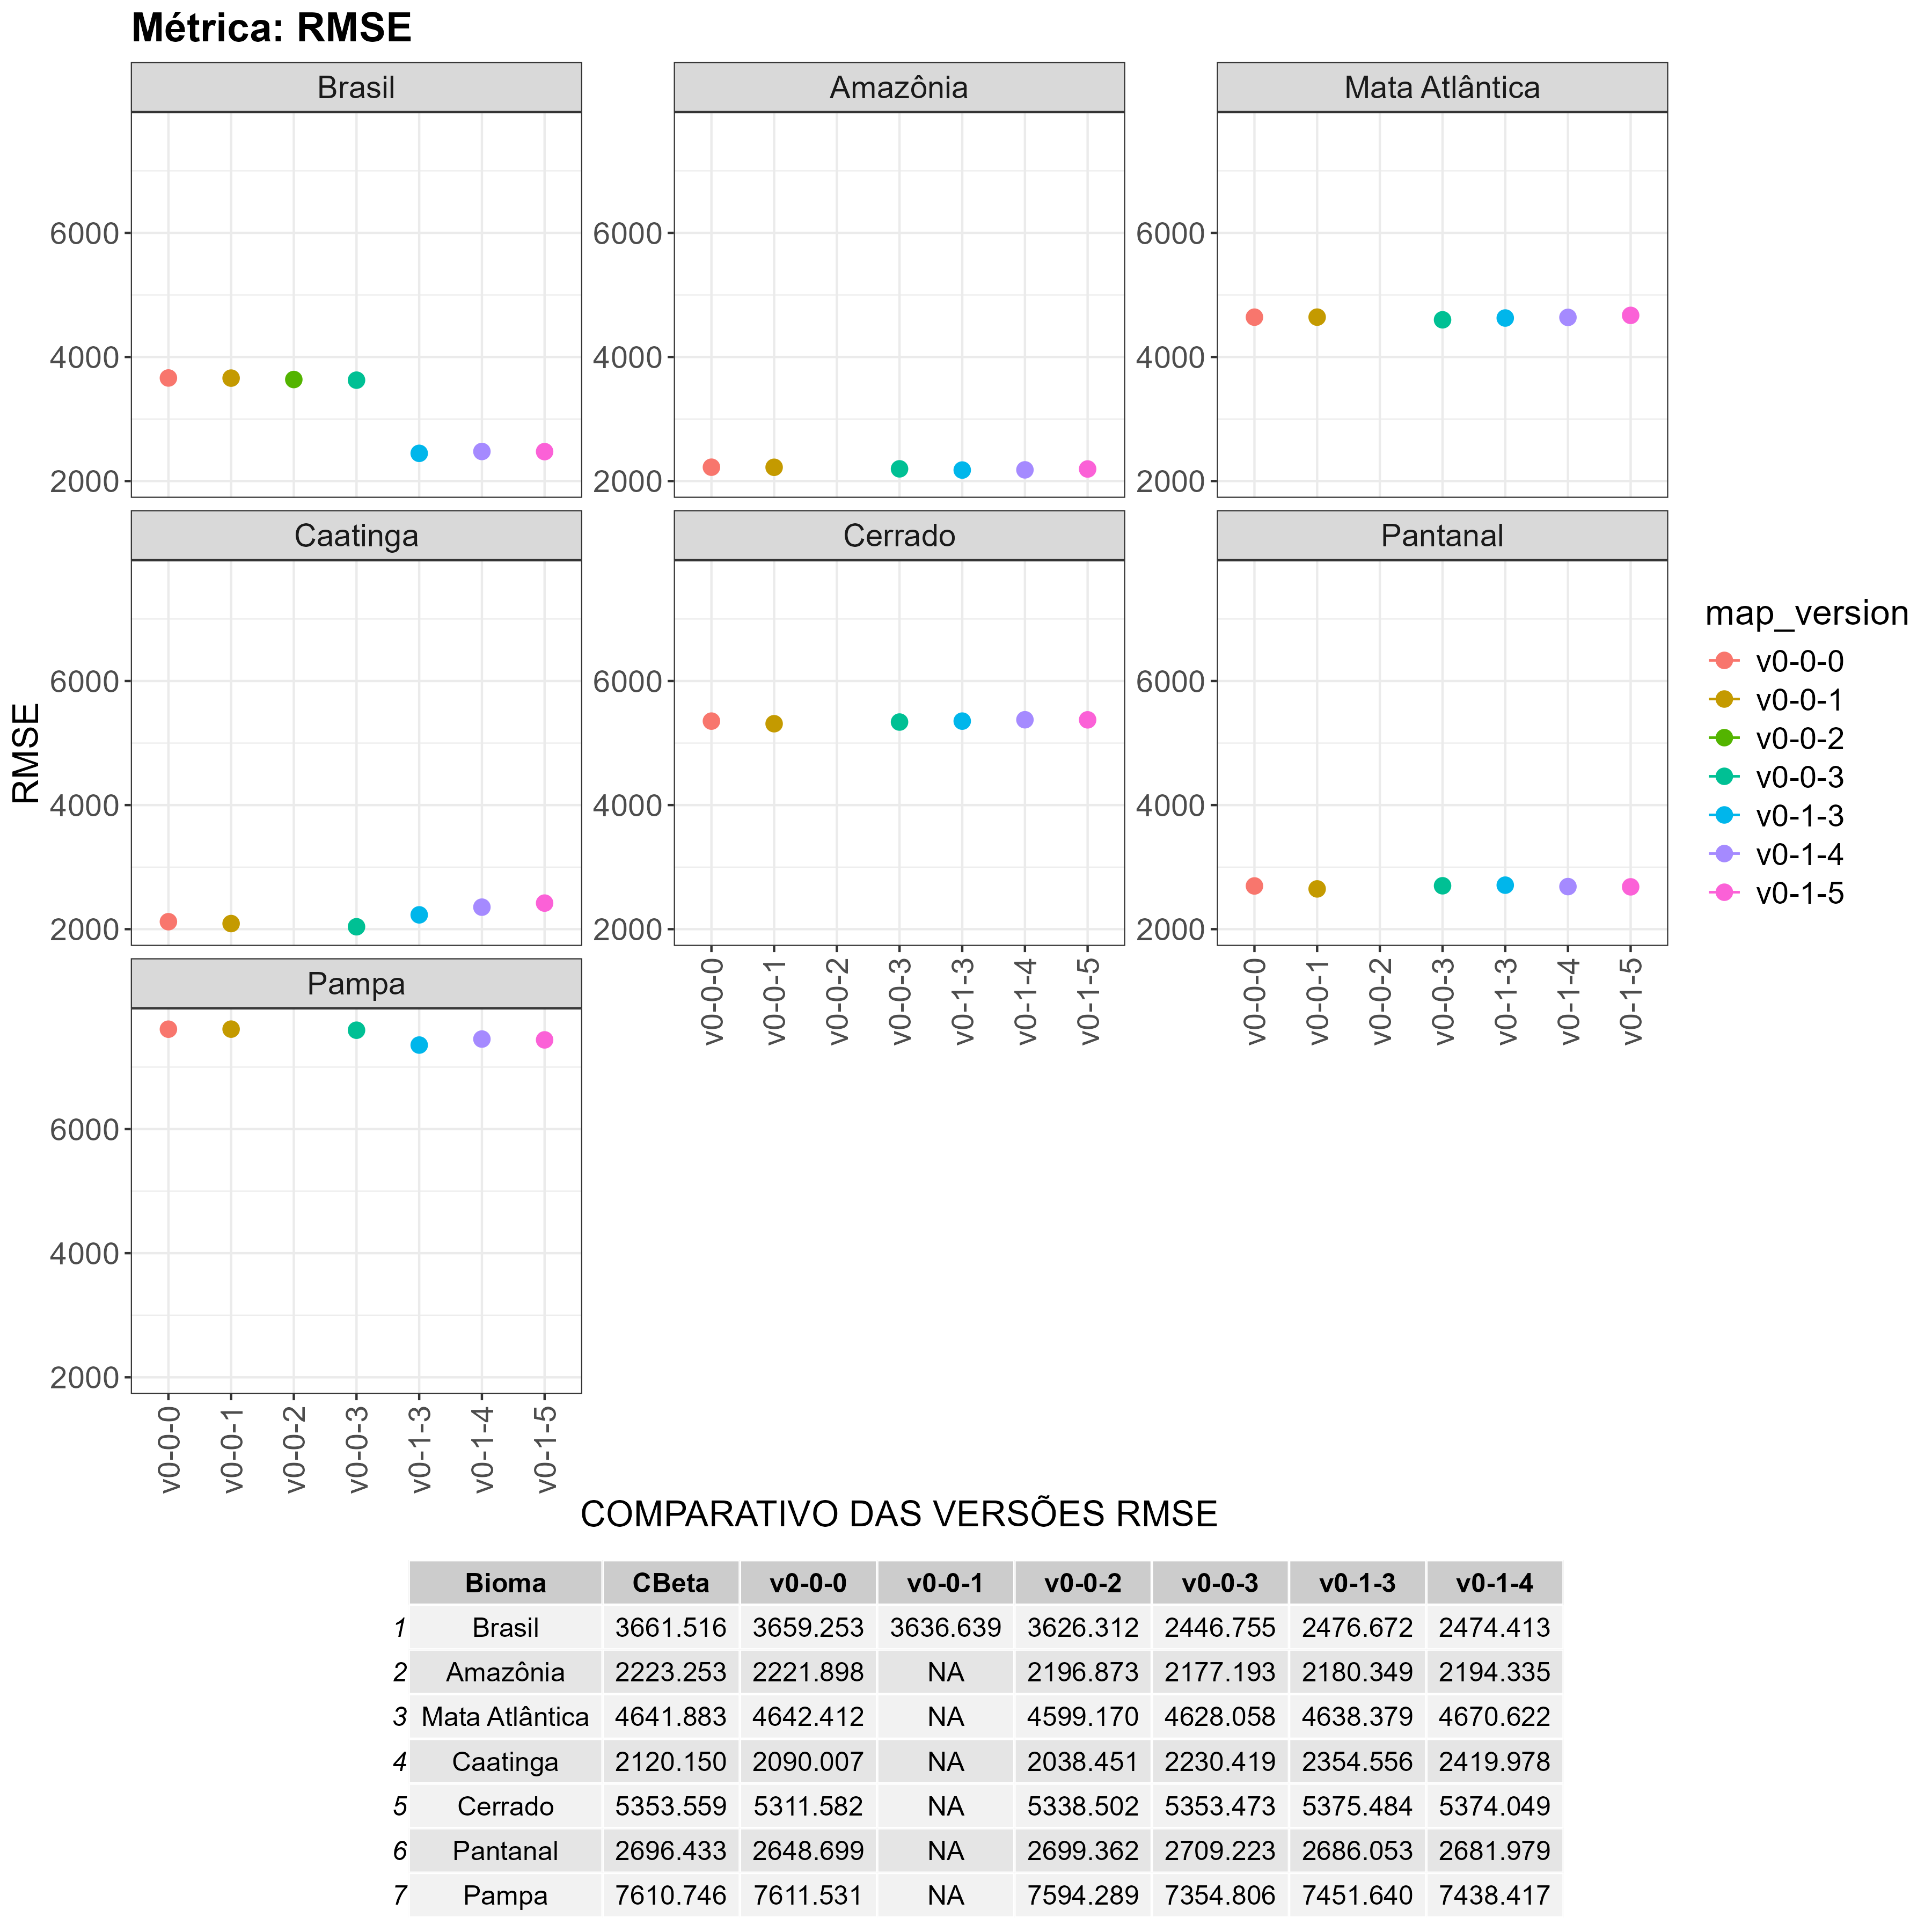 Métrica: RMSE
Brasil
Amazônia
Mata Atlântica
6000
4000
2000
6000
4000
2000
6000
4000
2000
Caatinga
Cerrado
Pantanal
6000
4000
2000
6000
4000
2000
6000
4000
2000
v0-0-0
v0-0-1
v0-0-2
v0-0-3
v0-1-3
v0-1-4
v0-1-5
v0-0-0
v0-0-1
v0-0-2
v0-0-3
v0-1-3
v0-1-4
v0-1-5
Pampa
6000
4000
2000
v0-0-0
v0-0-1
v0-0-2
v0-0-3
v0-1-3
v0-1-4
v0-1-5
RMSE
map_version
v0-0-0
v0-0-1
v0-0-2
v0-0-3
v0-1-3
v0-1-4
v0-1-5
COMPARATIVO DAS VERSÕES RMSE
Bioma CBeta v0-0-0 v0-0-1 v0-0-2 v0-0-3 v0-1-3 v0-1-4
1 Brasil 3661.516 3659.253 3636.639 3626.312 2446.755 2476.672 2474.413
2 Amazônia 2223.253 2221.898 NA 2196.873 2177.193 2180.349 2194.335
3 Mata Atlântica 4641.883 4642.412 NA 4599.170 4628.058 4638.379 4670.622
4 Caatinga 2120.150 2090.007 NA 2038.451 2230.419 2354.556 2419.978
5 Cerrado 5353.559 5311.582 NA 5338.502 5353.473 5375.484 5374.049
6 Pantanal 2696.433 2648.699 NA 2699.362 2709.223 2686.053 2681.979
7 Pampa 7610.746 7611.531 NA 7594.289 7354.806 7451.640 7438.417